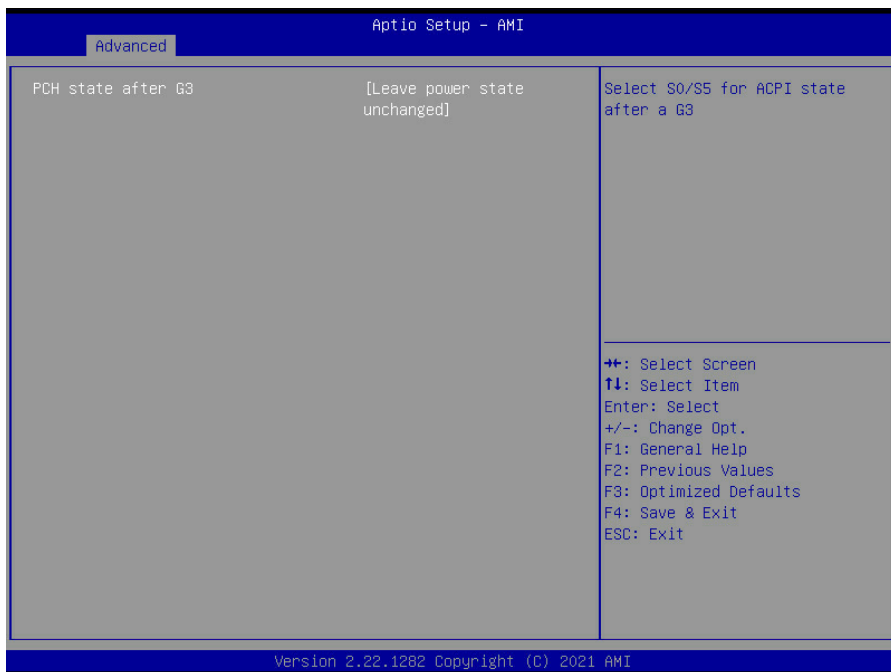 Aptio Setup – AMI
Advanced
PCH state after G3 [Leave power state
unchanged]
Select S0/S5 for ACPI state
after a G3
→←: Select Screen
↑↓: Select Item
Enter: Select
+/-: Change Opt.
F1: General Help
F2: Previous Values
F3: Optimized Defaults
F4: Save & Exit
ESC: Exit
Version 2.22.1282 Copyright (C) 2021 AMI